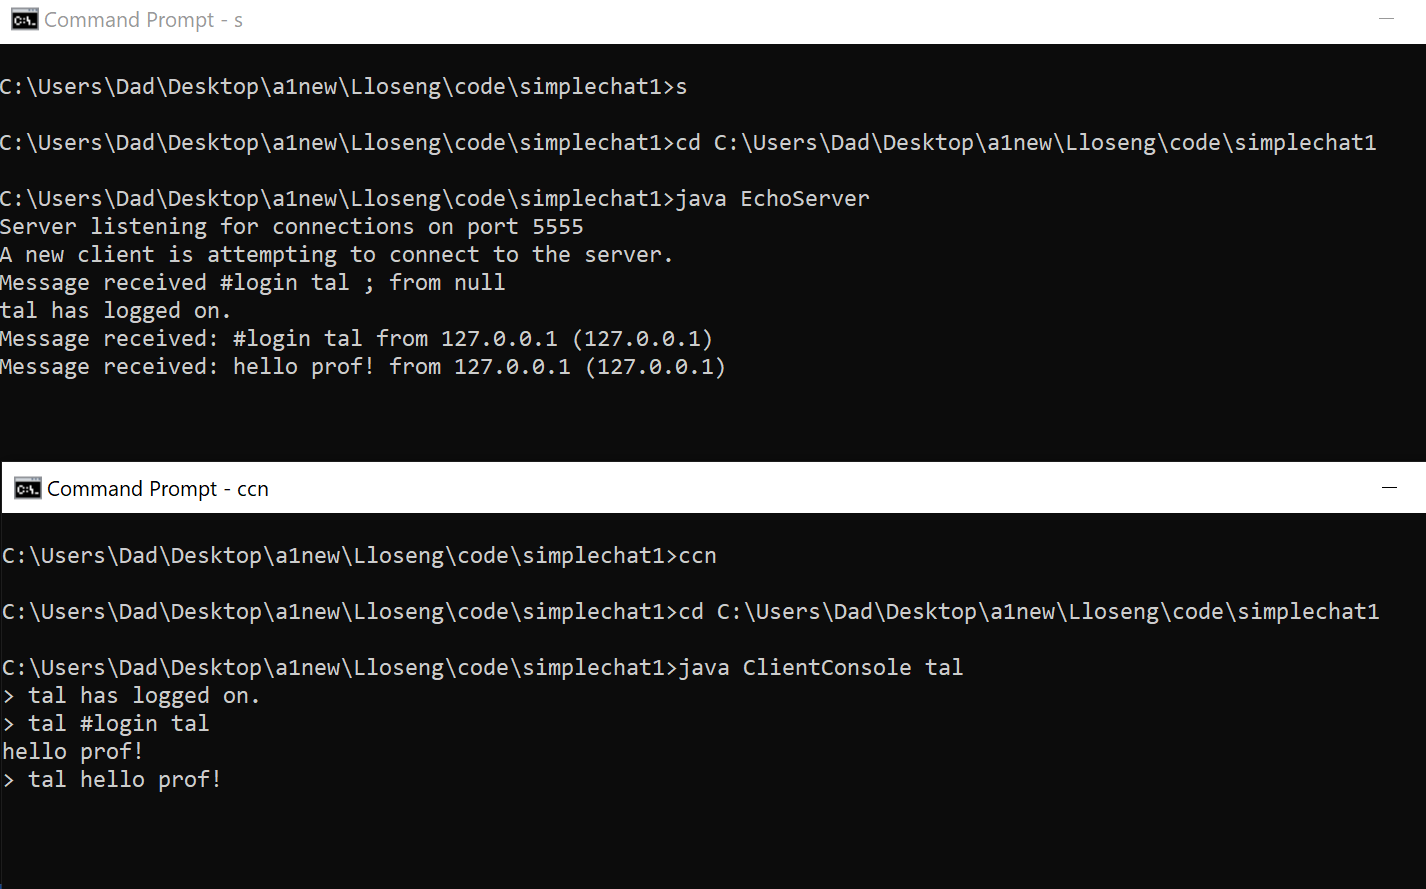 Command Prompt - s
C:\Users\Dad\Desktop\a1new\Lloseng\code\simplechat1>s
C:\Users\Dad\Desktop\a1new\Lloseng\code\simplechat1>cd C:\Users\Dad\Desktop\a1new\Lloseng\code\simplechat1
C:\Users\Dad\Desktop\a1new\Lloseng\code\simplechat1>java EchoServer
Server listening for connections on port 5555
A new client is attempting to connect to the server.
Message received #login tal ; from null
tal has logged on.
Message received: #login tal from 127.0.0.1 (127.0.0.1)
Message received: hello prof! from 127.0.0.1 (127.0.0.1)
Command Prompt - ccn
C:\Users\Dad\Desktop\a1new\Lloseng\code\simplechat1>ccn
C:\Users\Dad\Desktop\a1new\Lloseng\code\simplechat1>cd C:\Users\Dad\Desktop\a1new\Lloseng\code\simplechat1
C:\Users\Dad\Desktop\a1new\Lloseng\code\simplechat1>java ClientConsole tal
> tal has logged on.
> tal #login tal
hello prof!
> tal hello prof!